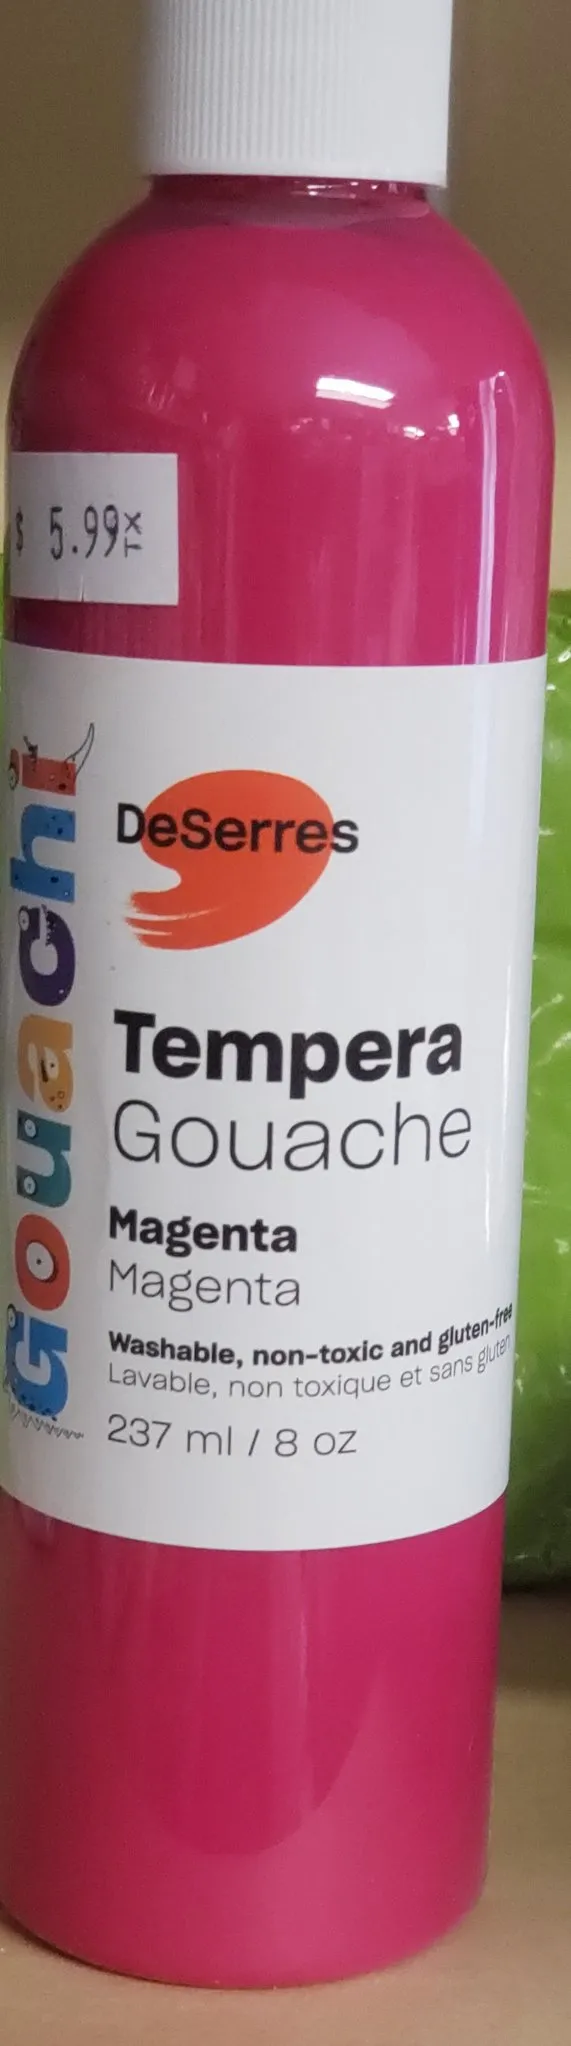 $ 5.99 TX
Gouachi
DeSerres
Tempera
Gouache
Magenta
Magenta
Washable, non-toxic and gluten-free
Lavable, non toxique et sans gluten
237 ml / 8 oz